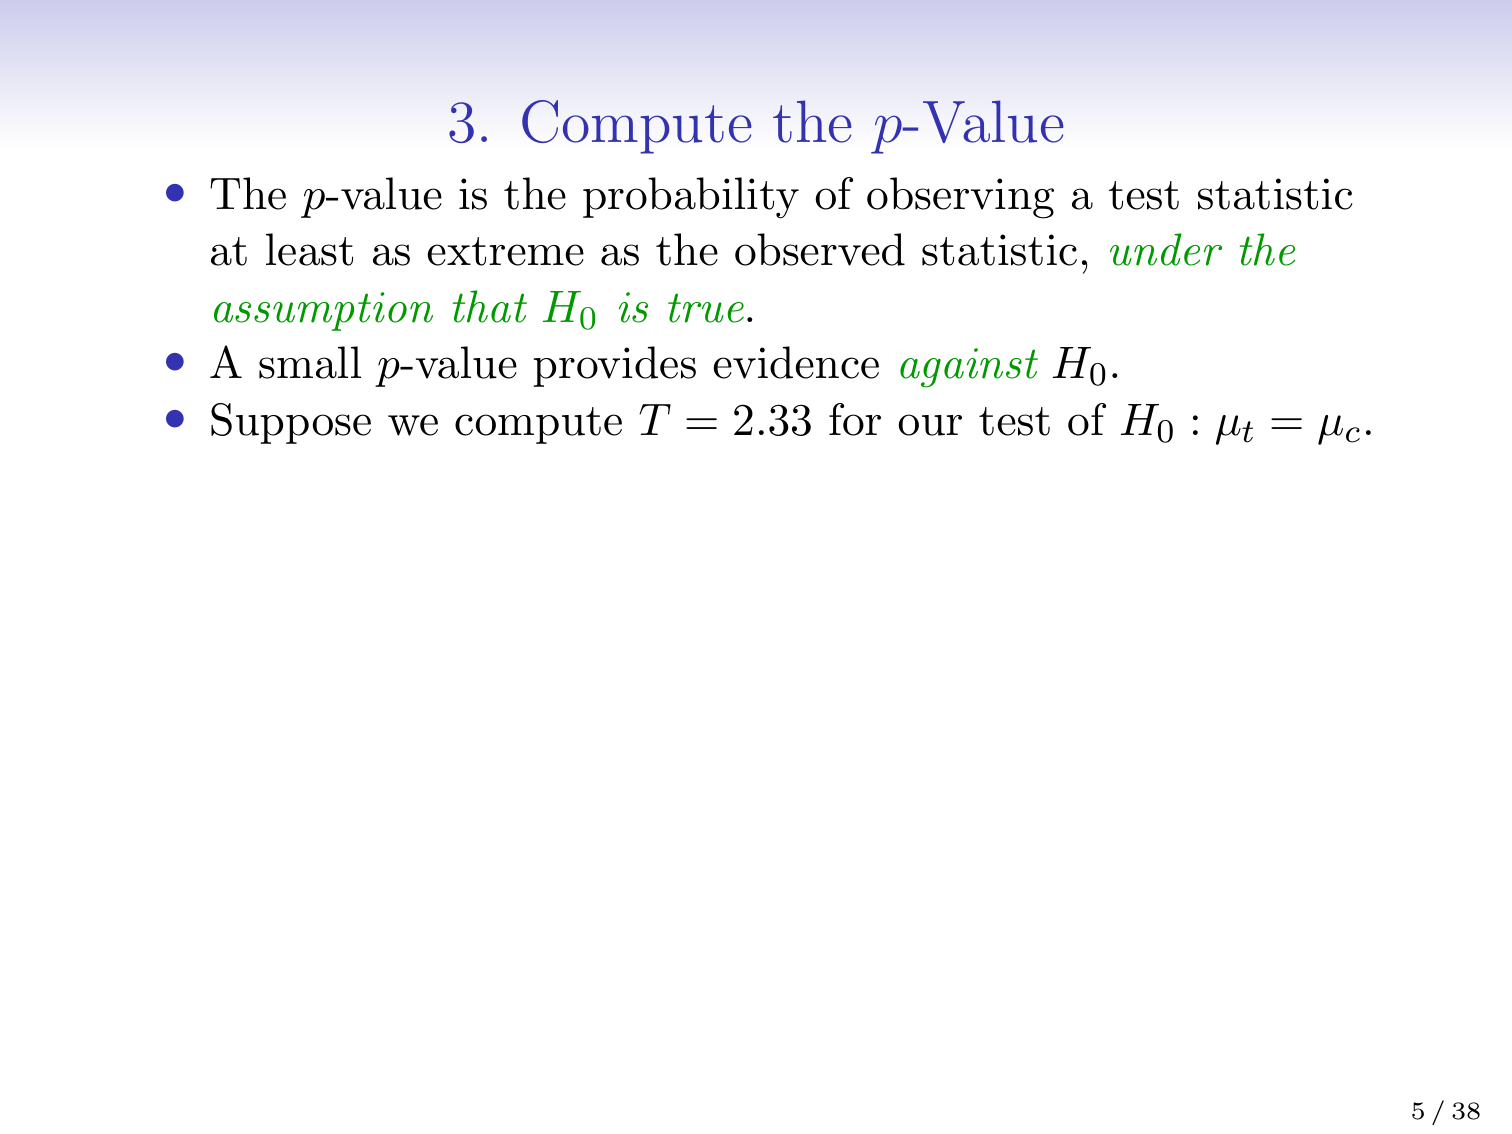 3. Compute the p-Value
• The p-value is the probability of observing a test statistic
at least as extreme as the observed statistic, under the
assumption that H₀ is true.
• A small p-value provides evidence against H₀.
• Suppose we compute T = 2.33 for our test of H₀ : μₜ = μ_c.
5 / 38